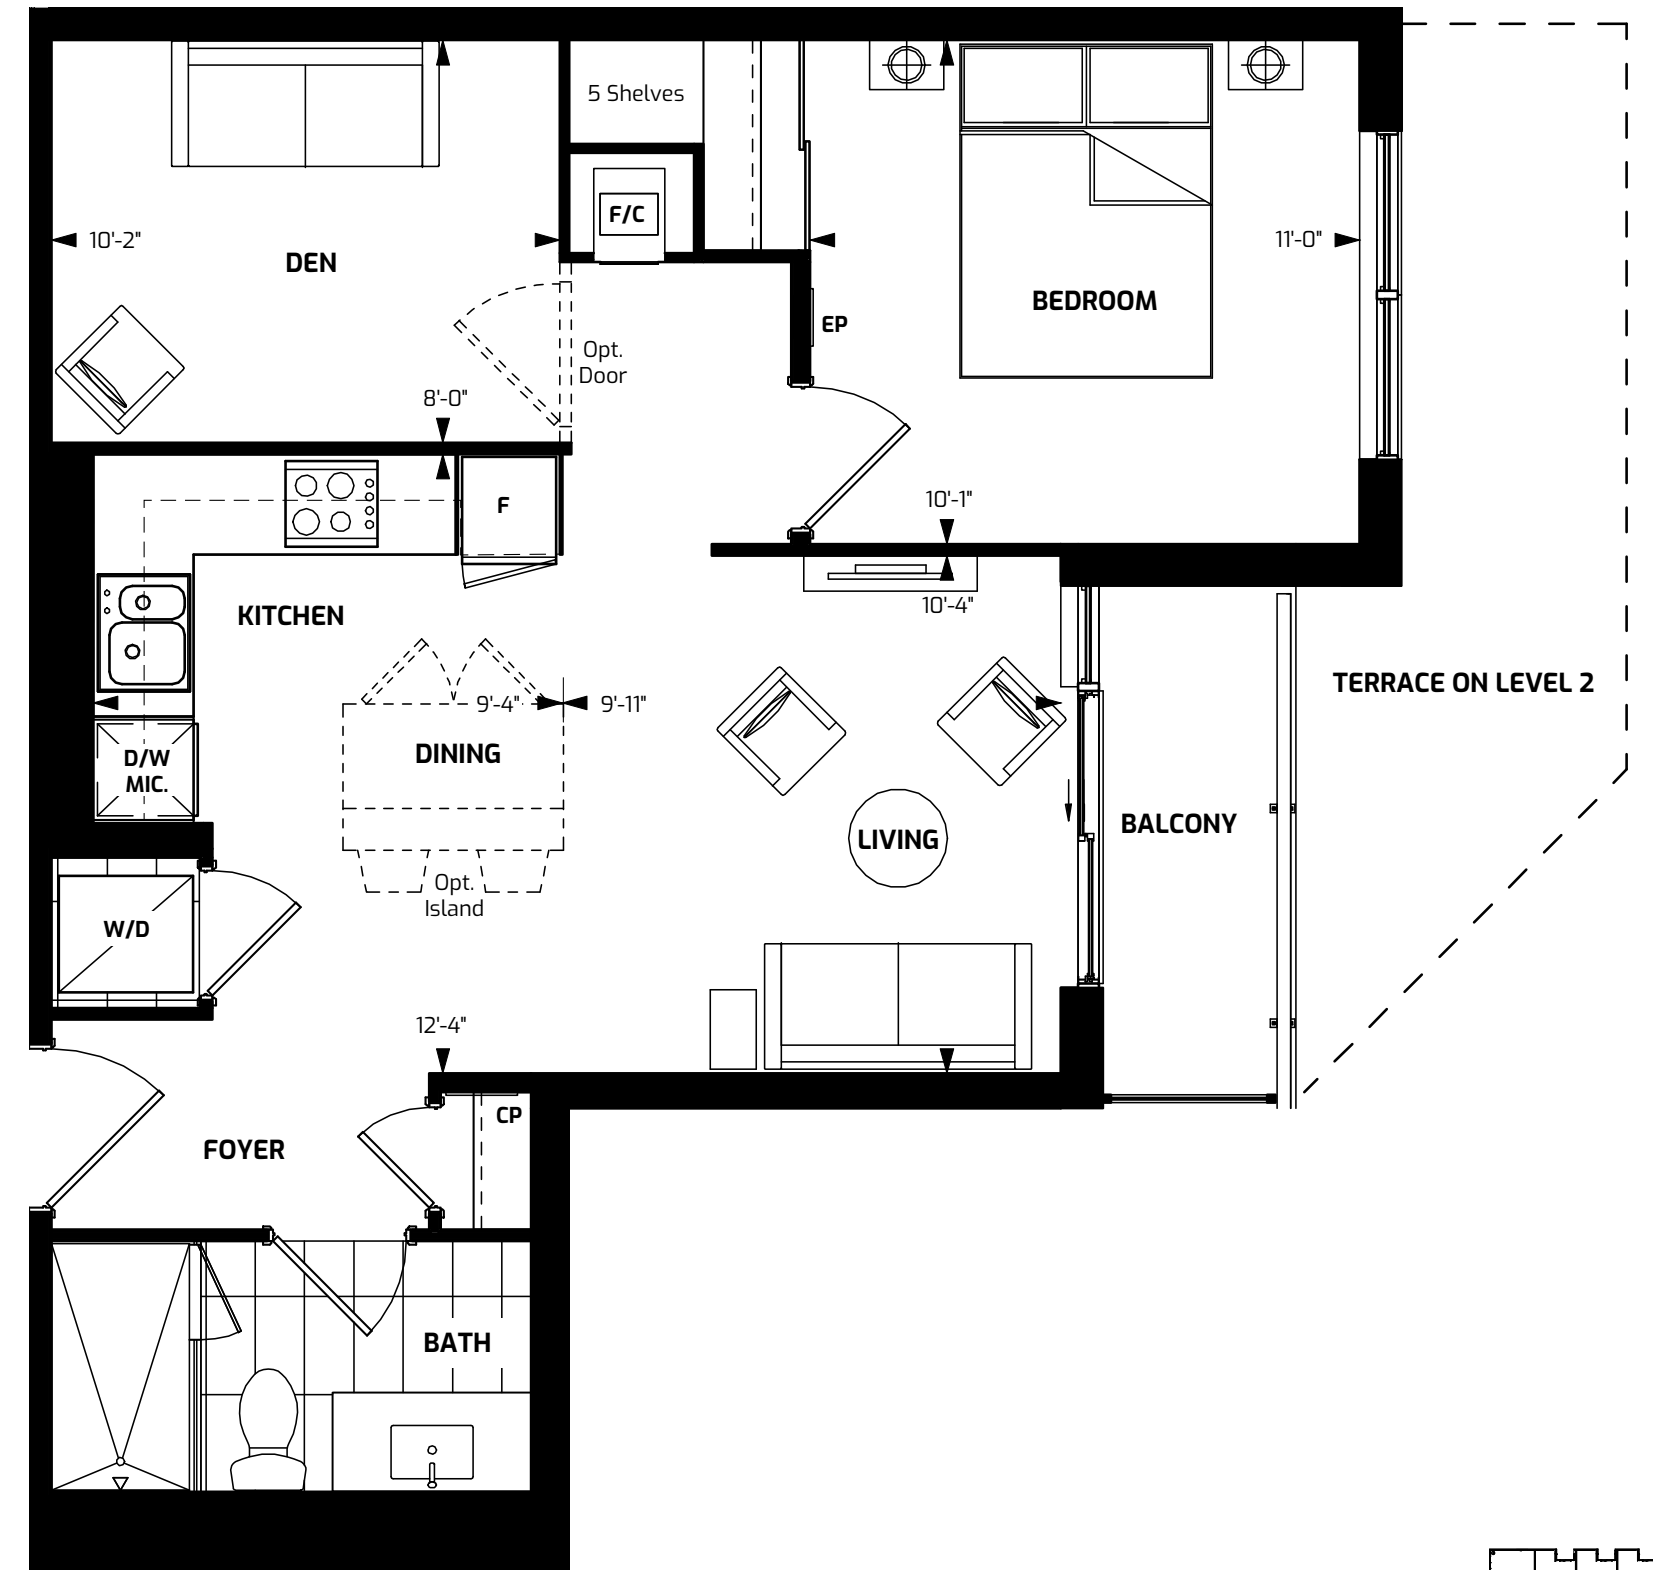 5 Shelves
F/C
10'-2"
11'-0"
DEN
BEDROOM
EP
Opt.
Door
8'-0"
F
10'-1"
10'-4"
KITCHEN
TERRACE ON LEVEL 2
9'-4"
9'-11"
DINING
D/W
MIC.
BALCONY
LIVING
Opt.
Island
W/D
12'-4"
CP
FOYER
BATH